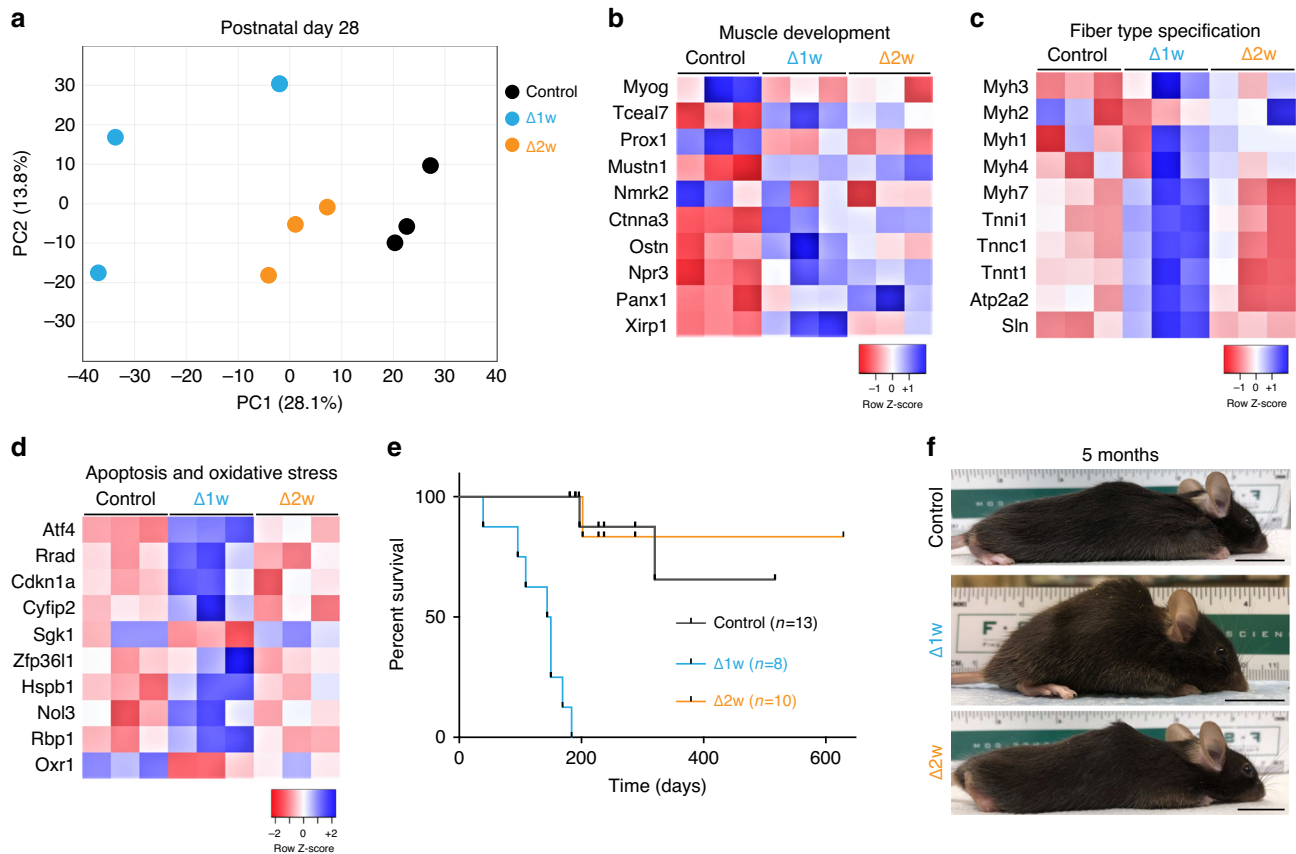 a
Postnatal day 28
PC2 (13.8%)
30
20
10
0
−10
−20
−30
−40
−30
−20
−10
0
10
20
30
40
PC1 (28.1%)
Control
Δ1w
Δ2w
b
Muscle development
Control
Δ1w
Δ2w
Myog
Tceal7
Prox1
Mustn1
Nmrk2
Ctnna3
Ostn
Npr3
Panx1
Xirp1
−1 0 +1
Row Z-score
c
Fiber type specification
Control
Δ1w
Δ2w
Myh3
Myh2
Myh1
Myh4
Myh7
Tnni1
Tnnc1
Tnnt1
Atp2a2
Sln
−1 0 +1
Row Z-score
d
Apoptosis and oxidative stress
Control
Δ1w
Δ2w
Atf4
Rrad
Cdkn1a
Cyfip2
Sgk1
Zfp36l1
Hspb1
Nol3
Rbp1
Oxr1
−2 0 +2
Row Z-score
e
Percent survival
100
50
0
0
200
400
600
Time (days)
Control (n=13)
Δ1w (n=8)
Δ2w (n=10)
f
5 months
Control
Δ1w
Δ2w